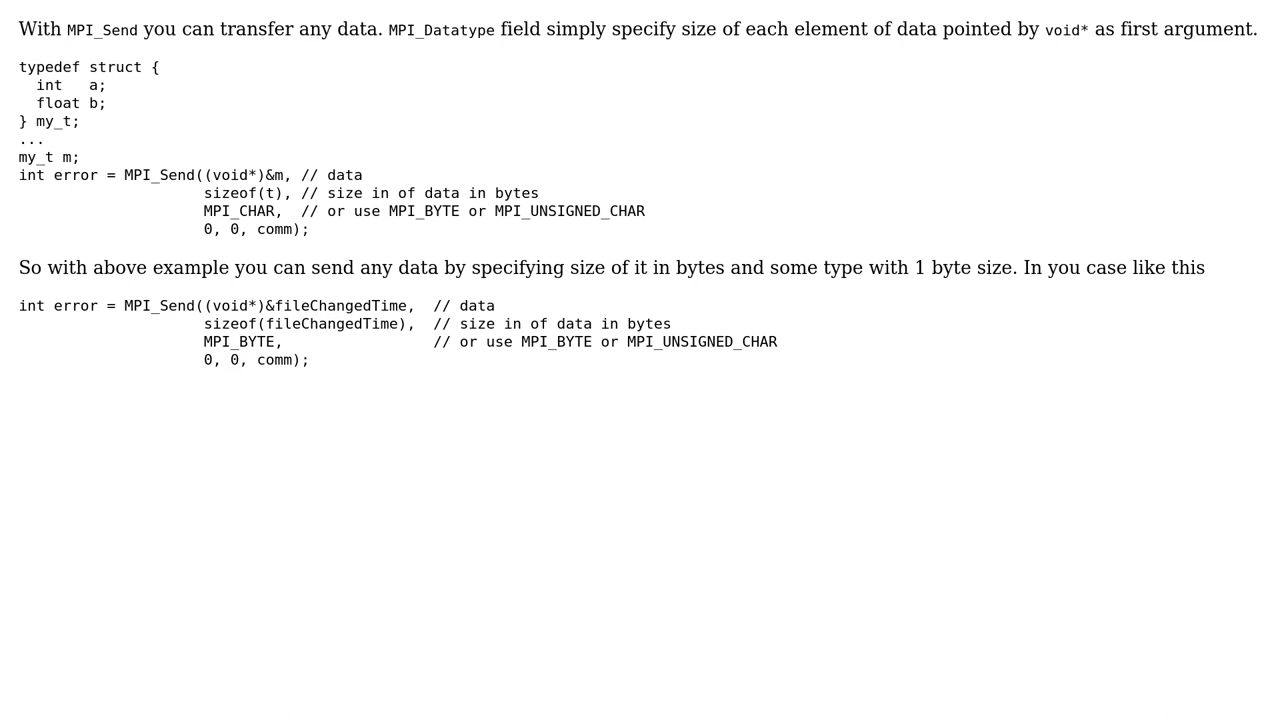 With MPI_Send you can transfer any data. MPI_Datatype field simply specify size of each element of data pointed by void* as first argument.
typedef struct {
  int   a;
  float b;
} my_t;
...
my_t m;
int error = MPI_Send((void*)&m, // data
                     sizeof(t), // size in of data in bytes
                     MPI_CHAR,  // or use MPI_BYTE or MPI_UNSIGNED_CHAR
                     0, 0, comm);
So with above example you can send any data by specifying size of it in bytes and some type with 1 byte size. In you case like this
int error = MPI_Send((void*)&fileChangedTime,  // data
                     sizeof(fileChangedTime),  // size in of data in bytes
                     MPI_BYTE,                 // or use MPI_BYTE or MPI_UNSIGNED_CHAR
                     0, 0, comm);